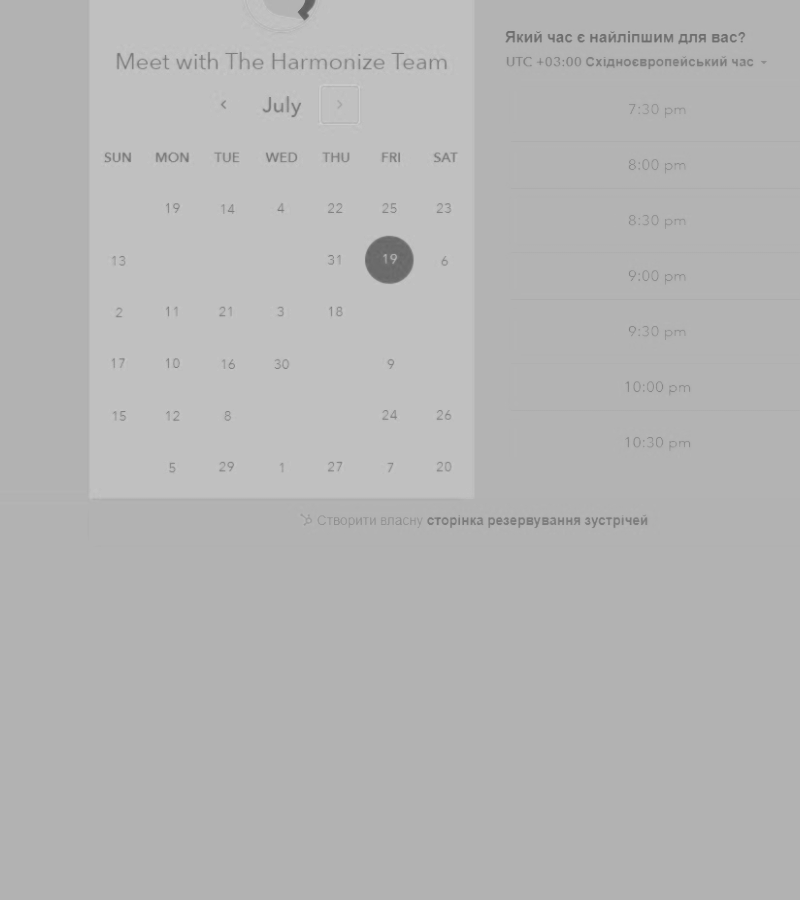 Meet with The Harmonize Team
July
SUN MON TUE WED THU FRI SAT
19 14 4 22 25 23
13 31 19 6
2 11 21 3 18
17 10 16 30 9
15 12 8 24 26
5 29 1 27 7 20
Який час є найліпшим для вас?
UTC +03:00 Східноєвропейський час
7:30 pm
8:00 pm
8:30 pm
9:00 pm
9:30 pm
10:00 pm
10:30 pm
Створити власну сторінка резервування зустрічей